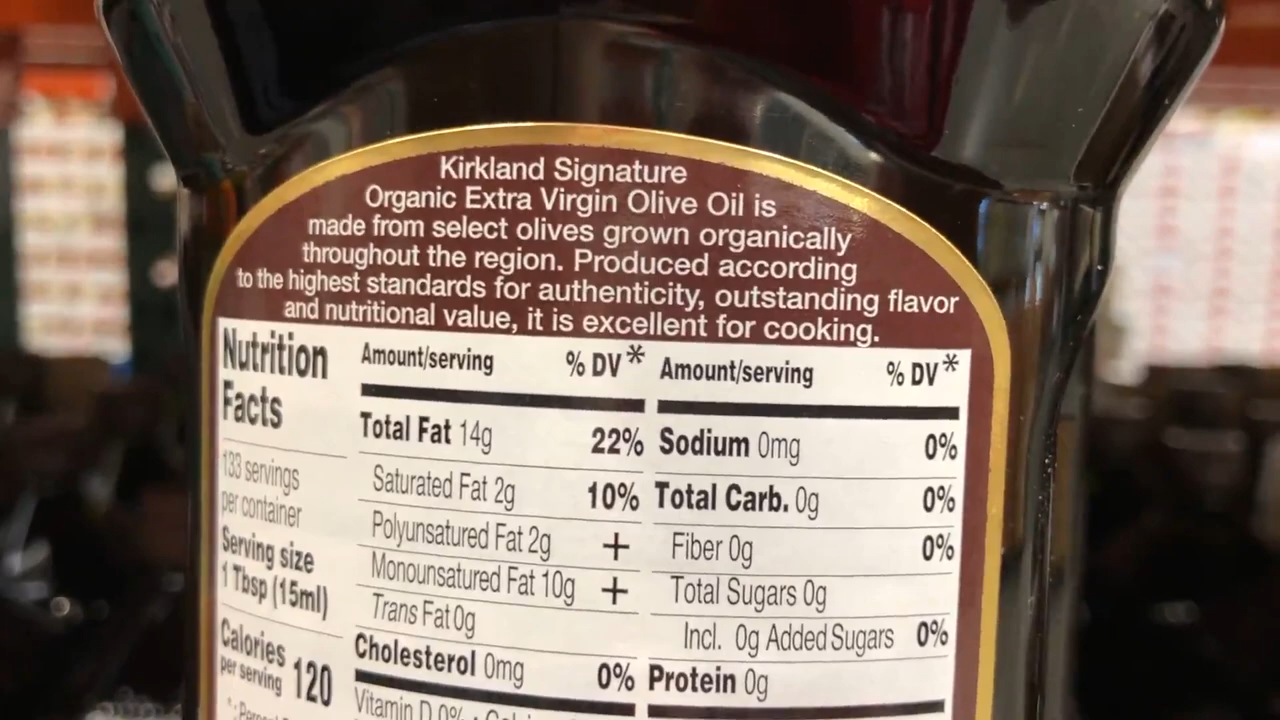 Kirkland Signature
Organic Extra Virgin Olive Oil is
made from select olives grown organically
throughout the region. Produced according
to the highest standards for authenticity, outstanding flavor
and nutritional value, it is excellent for cooking.
Nutrition
Facts
133 servings
per container
Serving size
1 Tbsp (15ml)
Calories
per serving 120
Amount/serving % DV*
Total Fat 14g 22%
Saturated Fat 2g 10%
Polyunsatured Fat 2g +
Monounsatured Fat 10g +
Trans Fat 0g
Cholesterol 0mg 0%
Vitamin D 0% •
Amount/serving % DV*
Sodium 0mg 0%
Total Carb. 0g 0%
Fiber 0g 0%
Total Sugars 0g
Incl. 0g Added Sugars 0%
Protein 0g